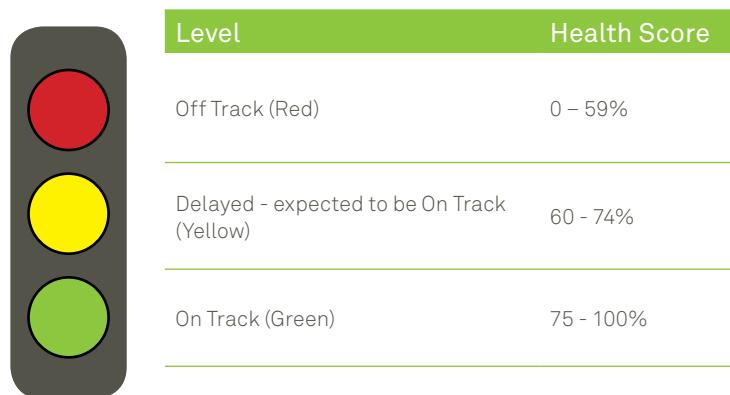 Level Health Score
Off Track (Red) 0 – 59%
Delayed - expected to be On Track
(Yellow) 60 - 74%
On Track (Green) 75 - 100%